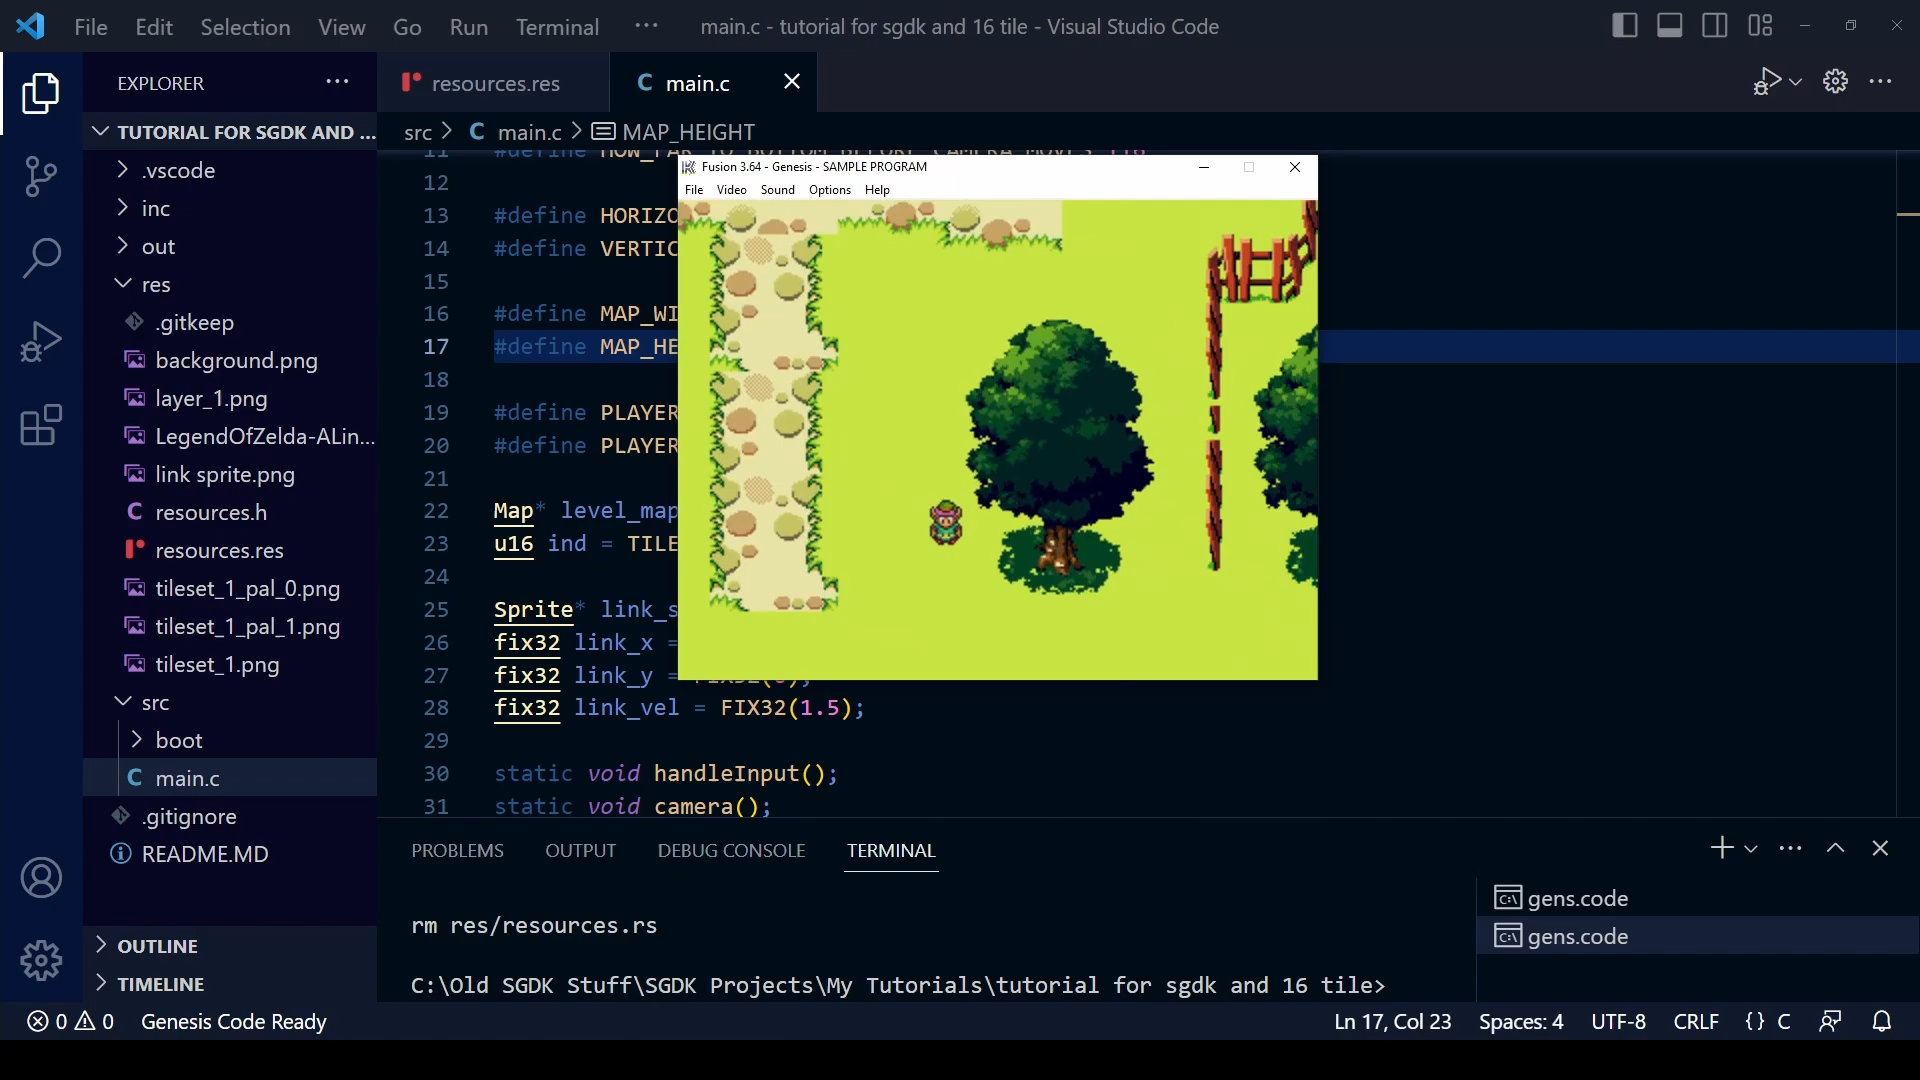 File Edit Selection View Go Run Terminal ··· main.c - tutorial for sgdk and 16 tile - Visual Studio Code
EXPLORER ···
resources.res
C main.c
TUTORIAL FOR SGDK AND ...
src > C main.c > MAP_HEIGHT
.vscode
inc
out
res
.gitkeep
background.png
layer_1.png
LegendOfZelda-ALin...
link sprite.png
C resources.h
resources.res
tileset_1_pal_0.png
tileset_1_pal_1.png
tileset_1.png
src
boot
C main.c
.gitignore
README.MD
OUTLINE
TIMELINE
11 #define HOW_FAR_TO_BOTTOM_BEFORE_CAMERA_MOVES 116
12
13 #define HORIZO
14 #define VERTIC
15
16 #define MAP_WI
17 #define MAP_HE
18
19 #define PLAYER
20 #define PLAYER
21
22 Map* level_map
23 u16 ind = TILE
24
25 Sprite* link_s
26 fix32 link_x =
27 fix32 link_y =
28 fix32 link_vel = FIX32(1.5);
29
30 static void handleInput();
31 static void camera();
Fusion 3.64 - Genesis - SAMPLE PROGRAM
File Video Sound Options Help
PROBLEMS OUTPUT DEBUG CONSOLE TERMINAL
rm res/resources.rs
C:\Old SGDK Stuff\SGDK Projects\My Tutorials\tutorial for sgdk and 16 tile>
gens.code
gens.code
0 0 Genesis Code Ready
Ln 17, Col 23 Spaces: 4 UTF-8 CRLF {} C